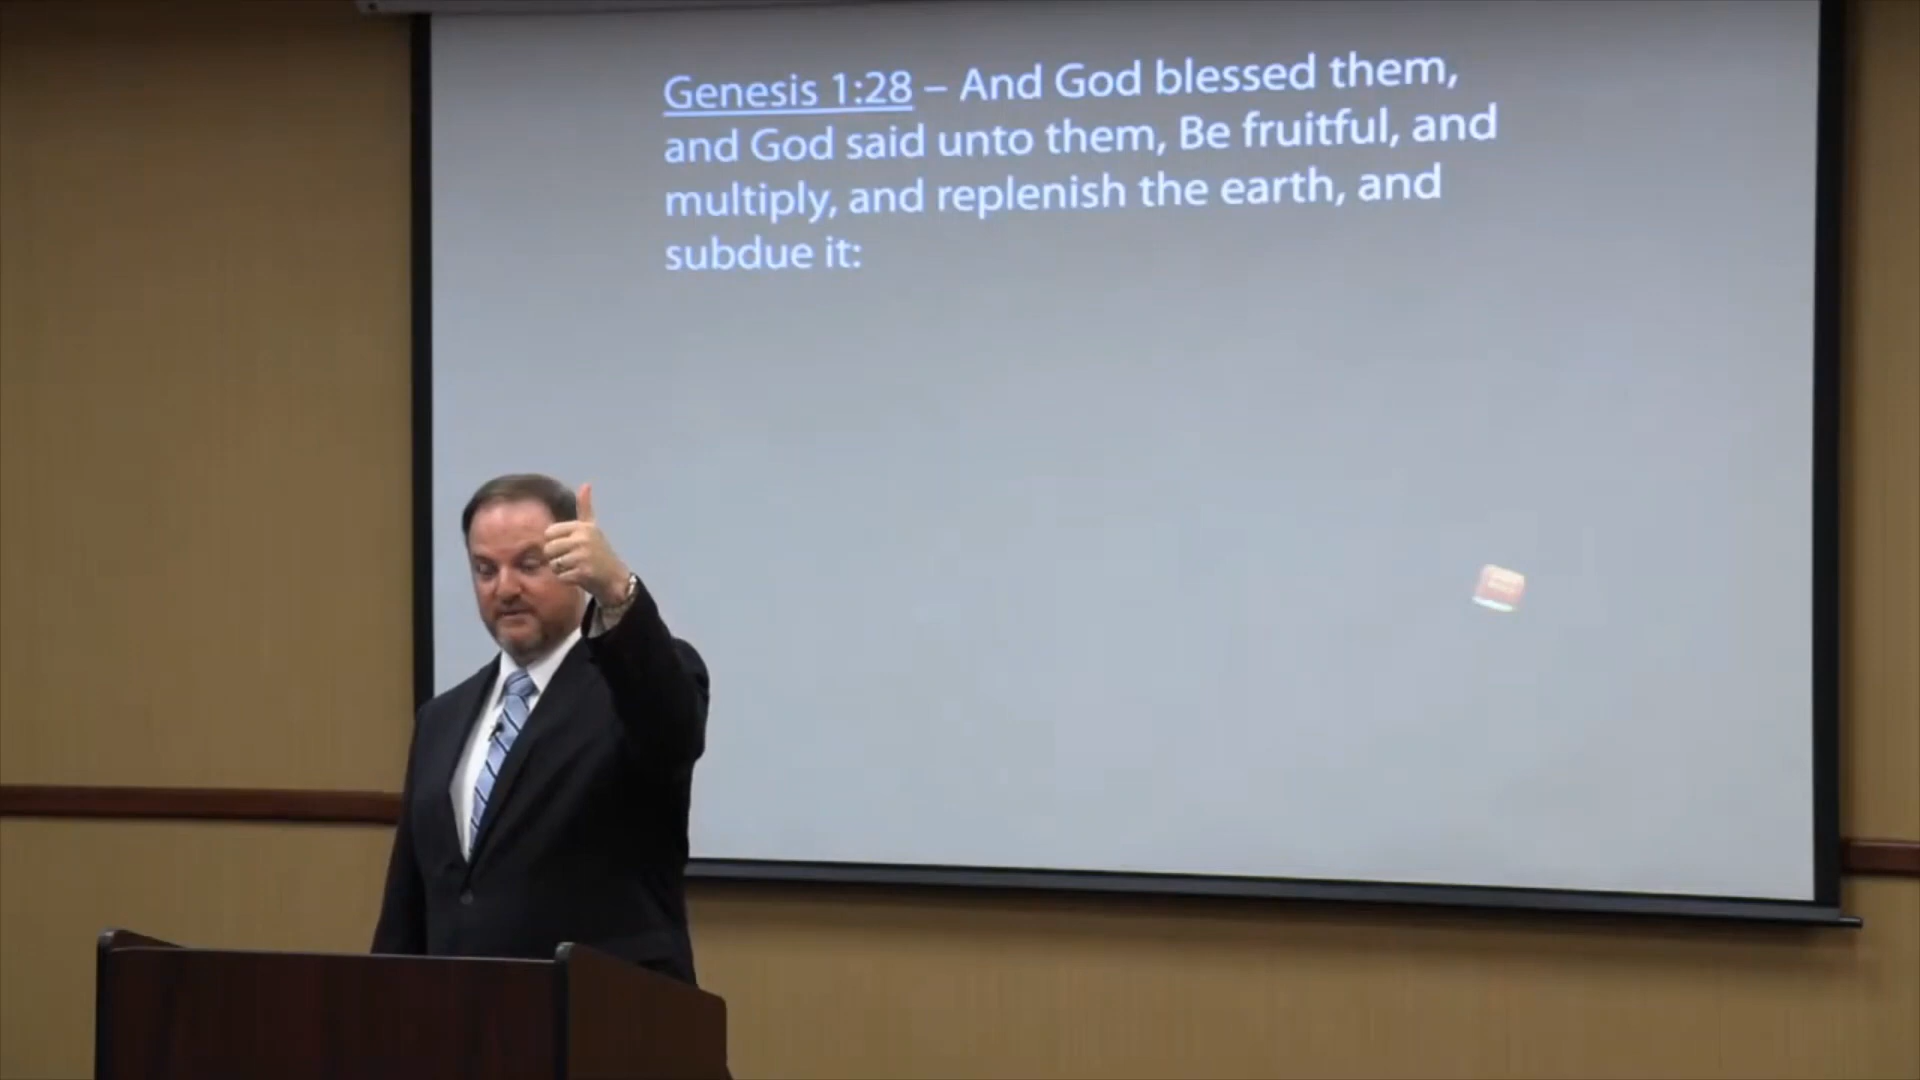 Genesis 1:28 – And God blessed them,
and God said unto them, Be fruitful, and
multiply, and replenish the earth, and
subdue it: